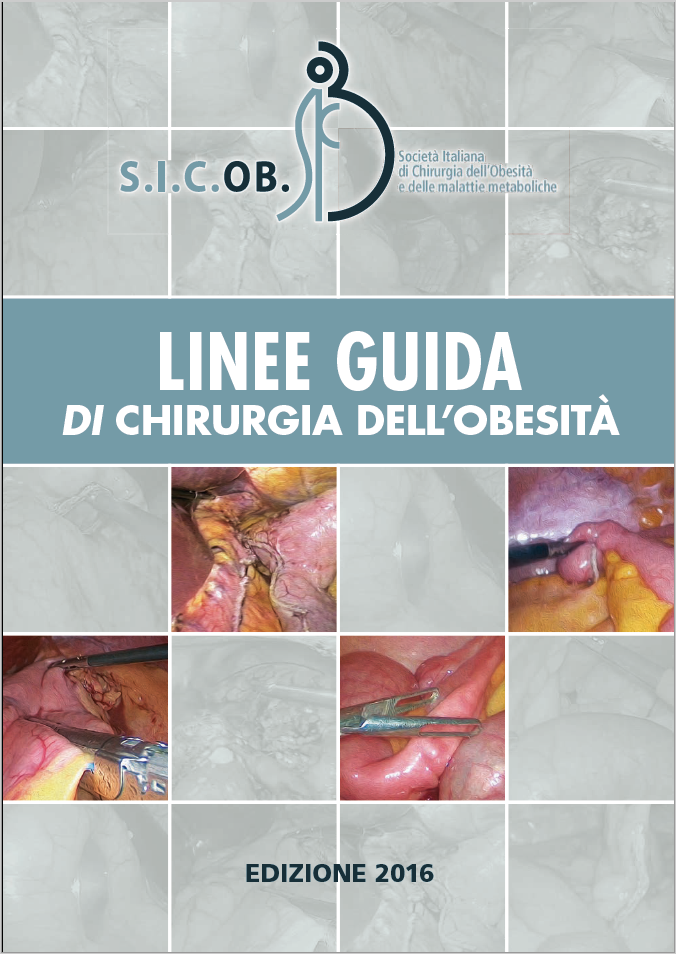 S.I.C.OB.
Società Italiana
di Chirurgia dell'Obesità
e delle malattie metaboliche
LINEE GUIDA
DI CHIRURGIA DELL'OBESITÀ
EDIZIONE 2016